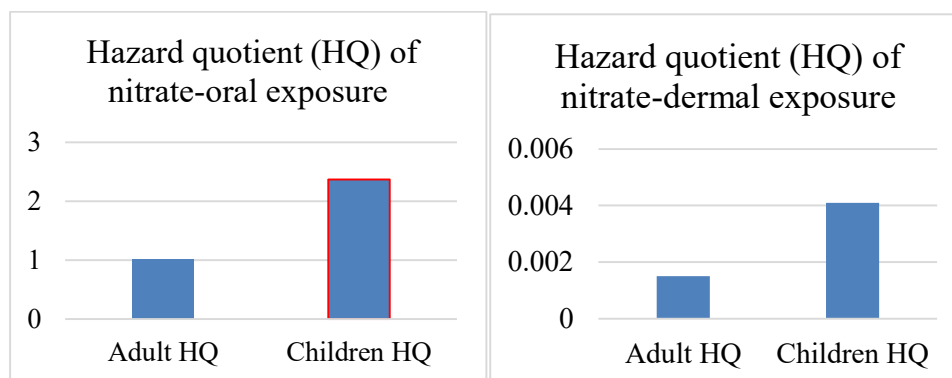 Hazard quotient (HQ) of
nitrate-oral exposure
3
2
1
0
Adult HQ
Children HQ
Hazard quotient (HQ) of
nitrate-dermal exposure
0.006
0.004
0.002
0
Adult HQ
Children HQ